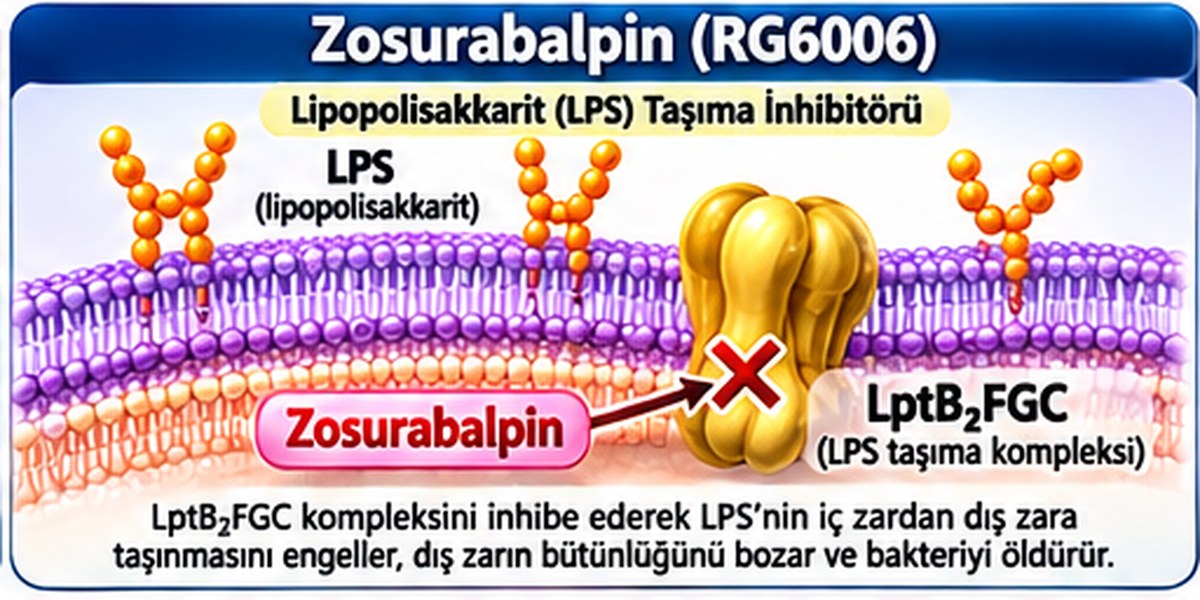 Zosurabalpin (RG6006)
Lipopolisakkarit (LPS) Taşıma İnhibitörü
LPS
(lipopolisakkarit)
Zosurabalpin
LptB₂FGC
(LPS taşıma kompleksi)
LptB₂FGC kompleksini inhibe ederek LPS'nin iç zardan dış zara
taşınmasını engeller, dış zarın bütünlüğünü bozar ve bakteriyi öldürür.